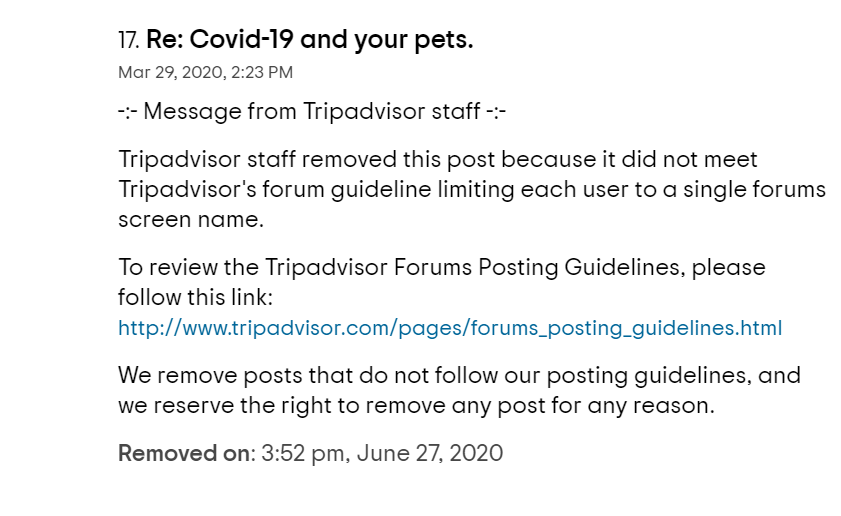 17. Re: Covid-19 and your pets.
Mar 29, 2020, 2:23 PM
-:- Message from Tripadvisor staff -:-
Tripadvisor staff removed this post because it did not meet
Tripadvisor's forum guideline limiting each user to a single forums
screen name.
To review the Tripadvisor Forums Posting Guidelines, please
follow this link:
http://www.tripadvisor.com/pages/forums_posting_guidelines.html
We remove posts that do not follow our posting guidelines, and
we reserve the right to remove any post for any reason.
Removed on: 3:52 pm, June 27, 2020